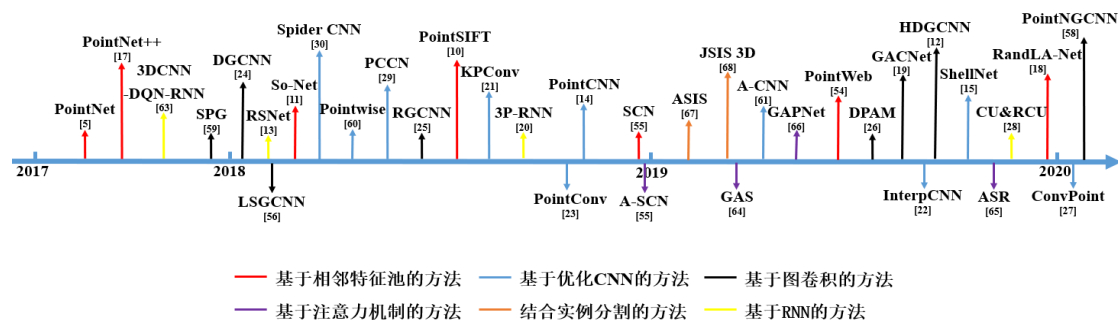 PointNet
[5]
PointNet++
[17]
3DCNN
-DQN-RNN
[63]
SPG
[59]
DGCNN
[24]
RSNet
[13]
LSGCNN
[56]
So-Net
[11]
Spider CNN
[30]
Pointwise
[60]
PCCN
[29]
RGCNN
[25]
PointSIFT
[10]
KPConv
[21]
3P-RNN
[20]
PointConv
[23]
PointCNN
[14]
SCN
[55]
A-SCN
[55]
ASIS
[67]
JSIS 3D
[68]
GAS
[64]
A-CNN
[61]
GAPNet
[66]
PointWeb
[54]
DPAM
[26]
GACNet
[19]
InterpCNN
[22]
HDGCNN
[12]
ShellNet
[15]
ASR
[65]
CU&RCU
[28]
RandLA-Net
[18]
ConvPoint
[27]
PointNGCNN
[58]
2017
2018
2019
2020
基于相邻特征池的方法
基于优化CNN的方法
基于图卷积的方法
基于注意力机制的方法
结合实例分割的方法
基于RNN的方法